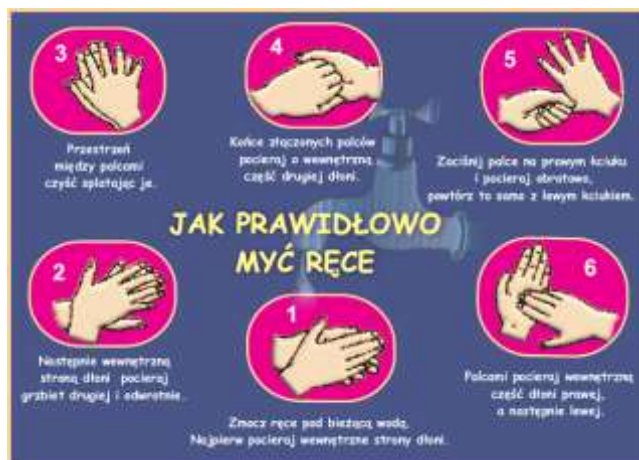 3
Przestrzeń
między palcami
czyść splatając je.
4
Końce złączonych palców
pocieraj o wewnętrzną
część drugiej dłoni.
5
Zaciśnij palce na prawym kciuku
i pocieraj obrotowo,
powtórz to samo z lewym kciukiem.
JAK PRAWIDŁOWO
MYĆ RĘCE
2
Następnie wewnętrzną
stroną dłoni pocieraj
grzbiet drugiej i odwrotnie.
1
Zmocz ręce pod bieżącą wodą,
Najpierw pocieraj wewnętrzne strony dłoni.
6
Palcami pocieraj wewnętrzną
część dłoni prawej,
a następnie lewej.